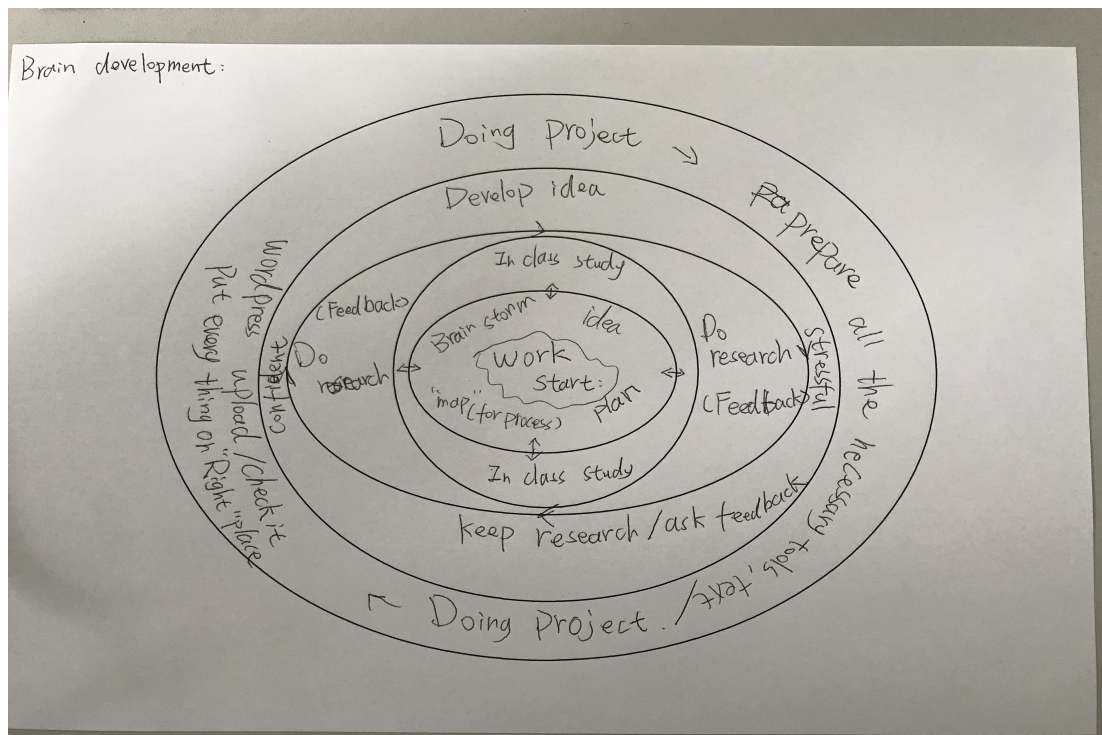 Brain development:
Doing project
prepare all the necessary tools, text/
Doing project.
Wordpress upload/check it
Put every thing on "Right" place
Develop idea
stressful
keep research/ask feedback
confident
In class study
Do
research
(Feedback)
In class study
(Feedback)
Do
research
Brain storm
idea
plan
"map"(for process)
Work
start: